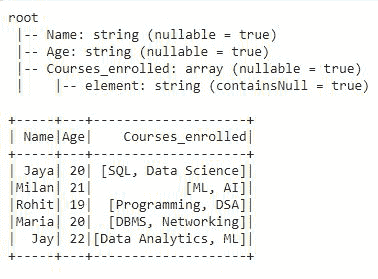 root
 |-- Name: string (nullable = true)
 |-- Age: string (nullable = true)
 |-- Courses_enrolled: array (nullable = true)
 |    |-- element: string (containsNull = true)

+-----+---+--------------------+
| Name|Age|    Courses_enrolled|
+-----+---+--------------------+
| Jaya| 20| [SQL, Data Science]|
|Milan| 21|            [ML, AI]|
|Rohit| 19|  [Programming, DSA]|
|Maria| 20|  [DBMS, Networking]|
|  Jay| 22|[Data Analytics, ML]|
+-----+---+--------------------+